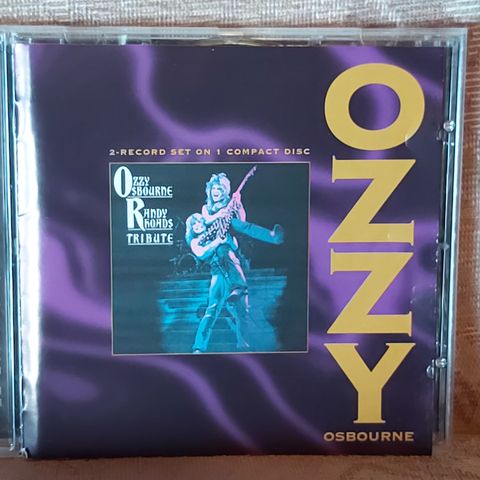 2-RECORD SET ON 1 COMPACT DISC
OZZY
OSBOURNE
RANDY
RHOADS
TRIBUTE
OZZY
OSBOURNE